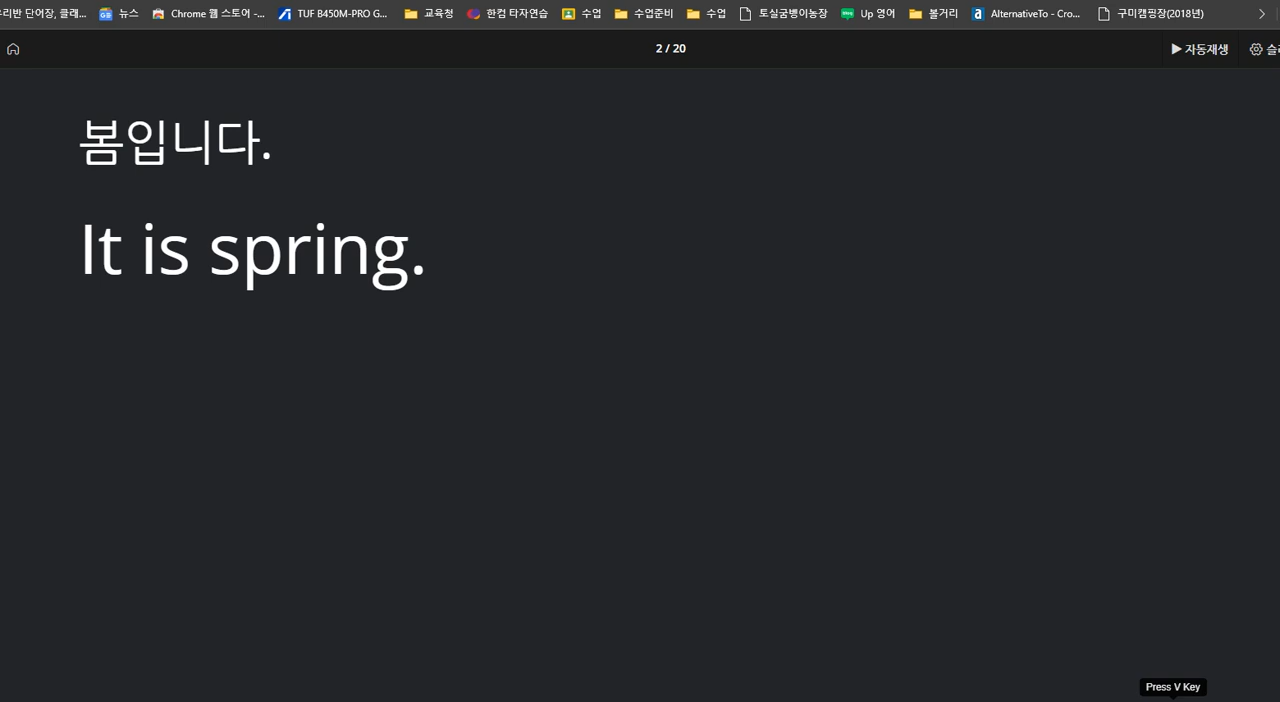 우리반 단어장, 클래... 뉴스 Chrome 웹 스토어 -... TUF B450M-PRO G... 교육청 한컴 타자연습 수업 수업준비 수업 토실굼벵이농장 Up 영어 볼거리 AlternativeTo - Cro... 구미캠핑장(2018년)
2 / 20 자동재생
봄입니다.
It is spring.
Press V Key